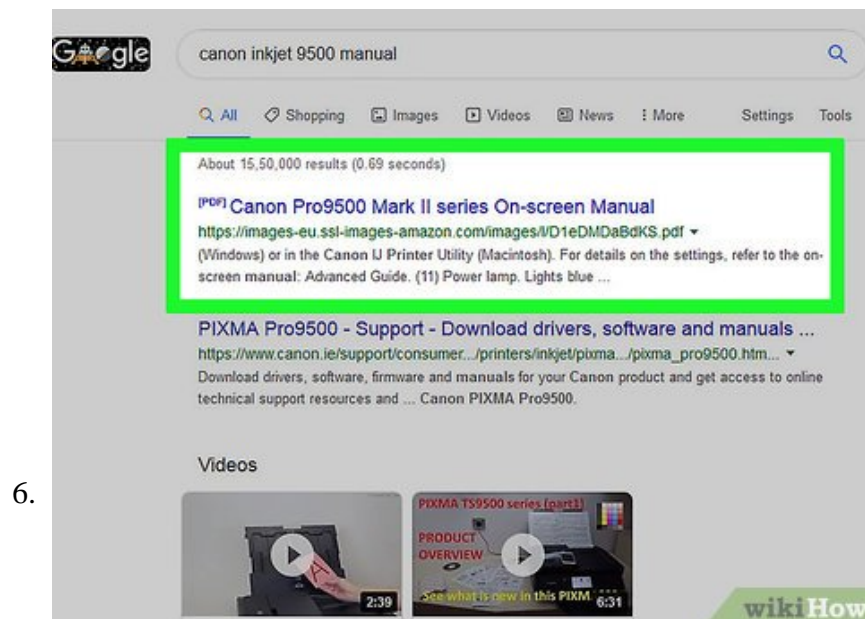 Google
canon inkjet 9500 manual
All Shopping Images Videos News More Settings Tools
About 15,50,000 results (0.69 seconds)
[PDF] Canon Pro9500 Mark II series On-screen Manual
https://images-eu.ssl-images-amazon.com/images/I/D1eDMDaBdKS.pdf
(Windows) or in the Canon IJ Printer Utility (Macintosh). For details on the settings, refer to the on-
screen manual: Advanced Guide. (11) Power lamp. Lights blue ...
PIXMA Pro9500 - Support - Download drivers, software and manuals ...
https://www.canon.ie/support/consumer.../printers/inkjet/pixma.../pixma_pro9500.htm...
Download drivers, software, firmware and manuals for your Canon product and get access to online
technical support resources and ... Canon PIXMA Pro9500.
Videos
6.
A
2:39
PIXMA TS9500 series (part1)
PRODUCT
OVERVIEW
See what is new in this PIXM
6:31
wikiHow